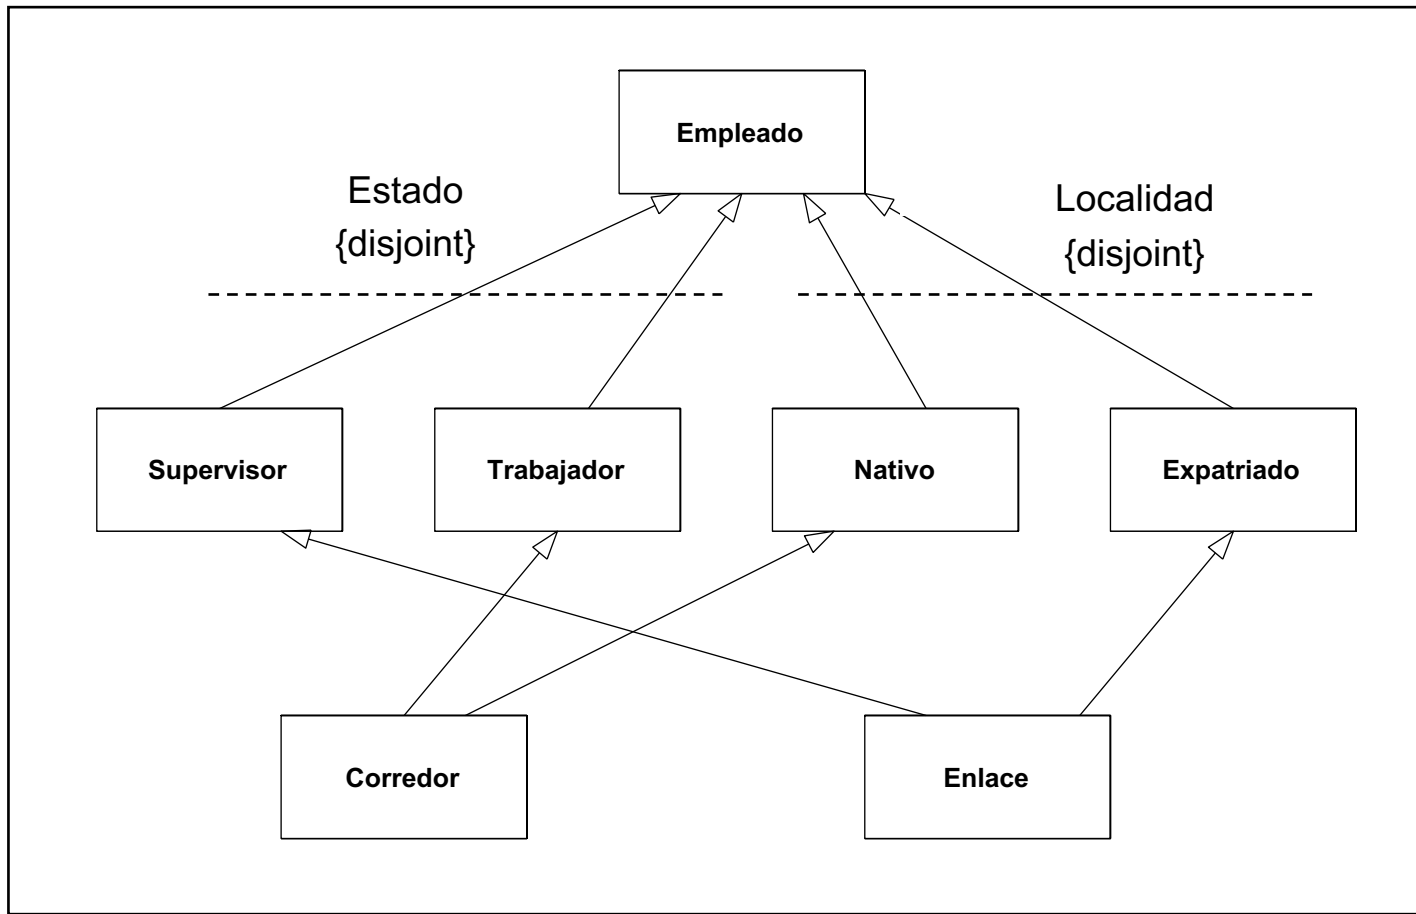 Empleado
Estado
{disjoint}
Localidad
{disjoint}
Supervisor
Trabajador
Nativo
Expatriado
Corredor
Enlace